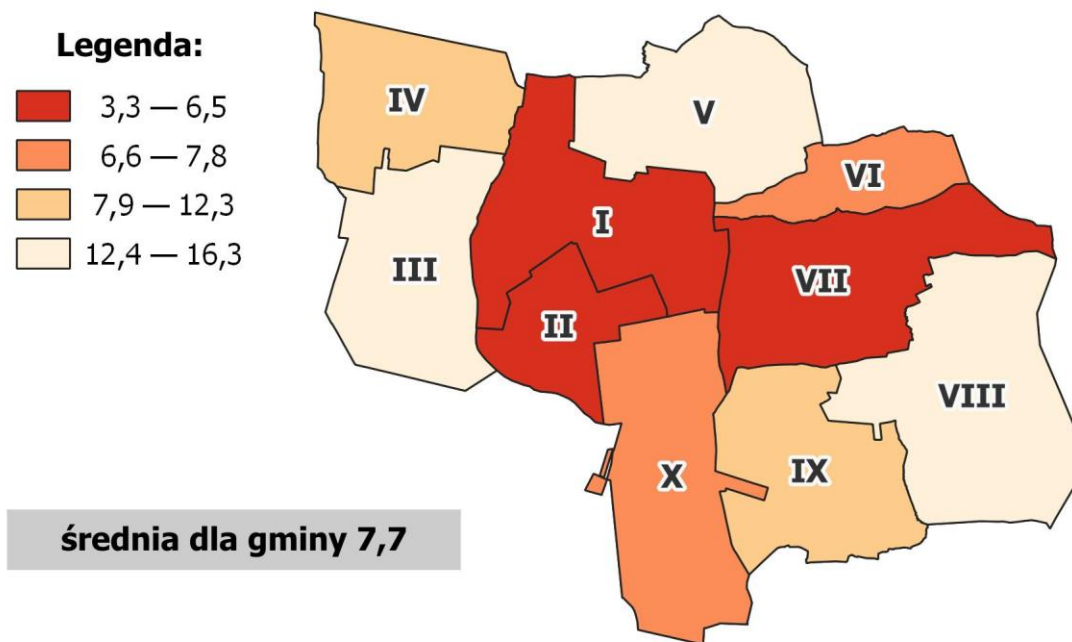 Legenda:
3,3 — 6,5
6,6 — 7,8
7,9 — 12,3
12,4 — 16,3
IV
V
VI
I
III
VII
II
VIII
X
IX
średnia dla gminy 7,7